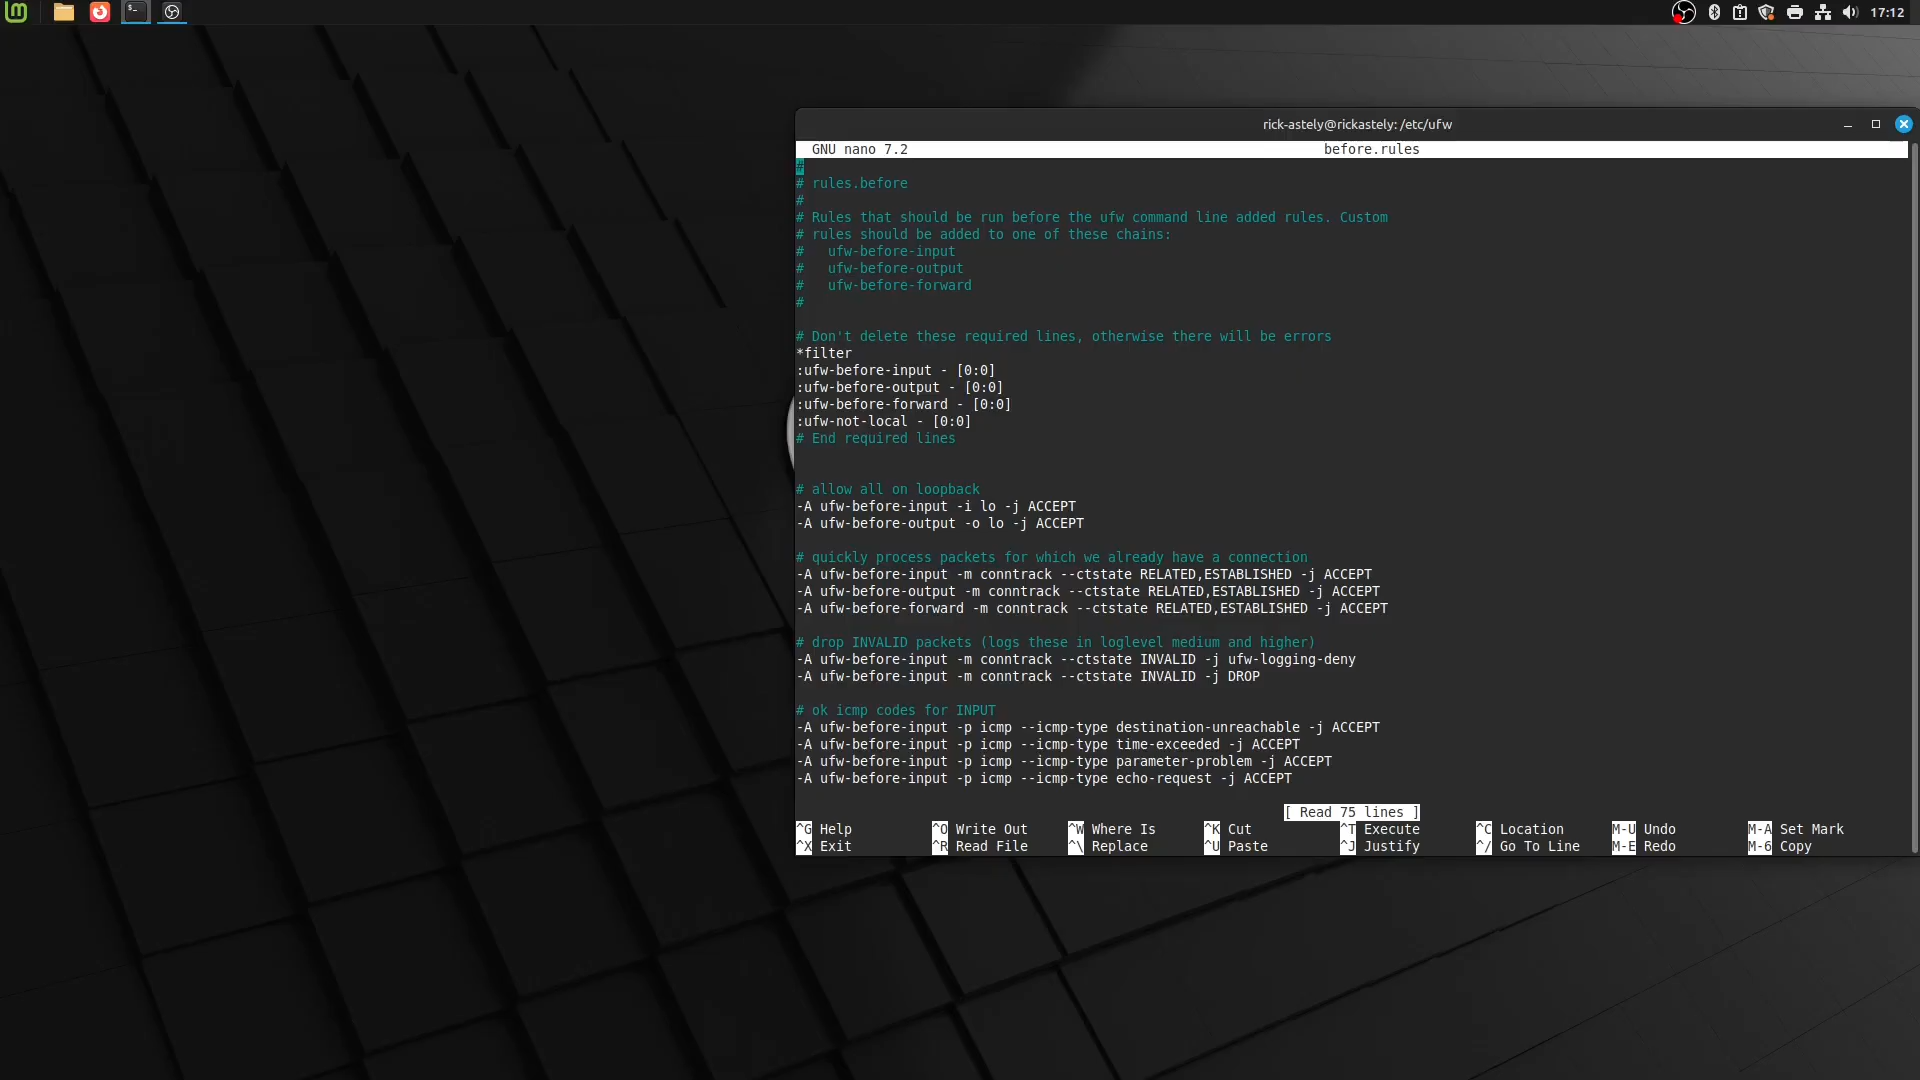 17:12
rick-astely@rickastely: /etc/ufw
GNU nano 7.2 before.rules
#
# rules.before
#
# Rules that should be run before the ufw command line added rules. Custom
# rules should be added to one of these chains:
#   ufw-before-input
#   ufw-before-output
#   ufw-before-forward
#
# Don't delete these required lines, otherwise there will be errors
*filter
:ufw-before-input - [0:0]
:ufw-before-output - [0:0]
:ufw-before-forward - [0:0]
:ufw-not-local - [0:0]
# End required lines
# allow all on loopback
-A ufw-before-input -i lo -j ACCEPT
-A ufw-before-output -o lo -j ACCEPT
# quickly process packets for which we already have a connection
-A ufw-before-input -m conntrack --ctstate RELATED,ESTABLISHED -j ACCEPT
-A ufw-before-output -m conntrack --ctstate RELATED,ESTABLISHED -j ACCEPT
-A ufw-before-forward -m conntrack --ctstate RELATED,ESTABLISHED -j ACCEPT
# drop INVALID packets (logs these in loglevel medium and higher)
-A ufw-before-input -m conntrack --ctstate INVALID -j ufw-logging-deny
-A ufw-before-input -m conntrack --ctstate INVALID -j DROP
# ok icmp codes for INPUT
-A ufw-before-input -p icmp --icmp-type destination-unreachable -j ACCEPT
-A ufw-before-input -p icmp --icmp-type time-exceeded -j ACCEPT
-A ufw-before-input -p icmp --icmp-type parameter-problem -j ACCEPT
-A ufw-before-input -p icmp --icmp-type echo-request -j ACCEPT
[ Read 75 lines ]
^G Help ^O Write Out ^W Where Is ^K Cut ^T Execute ^C Location M-U Undo M-A Set Mark
^X Exit ^R Read File ^\ Replace ^U Paste ^J Justify ^/ Go To Line M-E Redo M-6 Copy